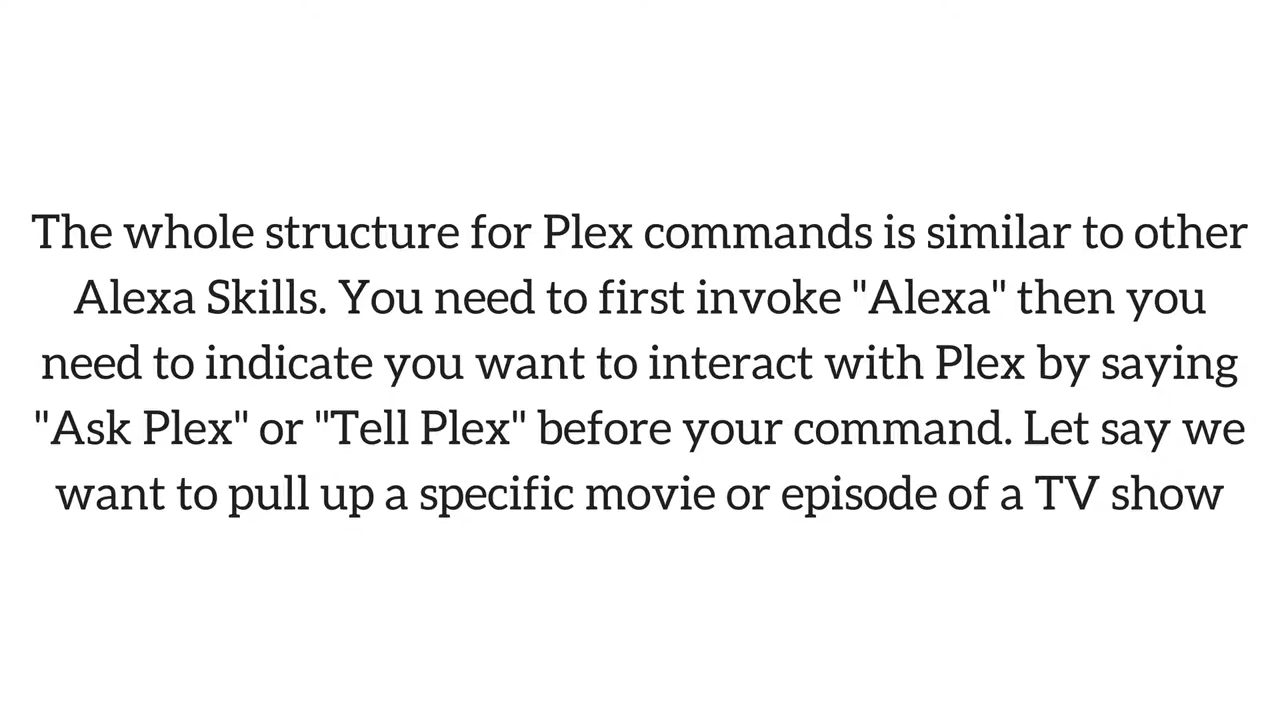 The whole structure for Plex commands is similar to other
Alexa Skills. You need to first invoke "Alexa" then you
need to indicate you want to interact with Plex by saying
"Ask Plex" or "Tell Plex" before your command. Let say we
want to pull up a specific movie or episode of a TV show